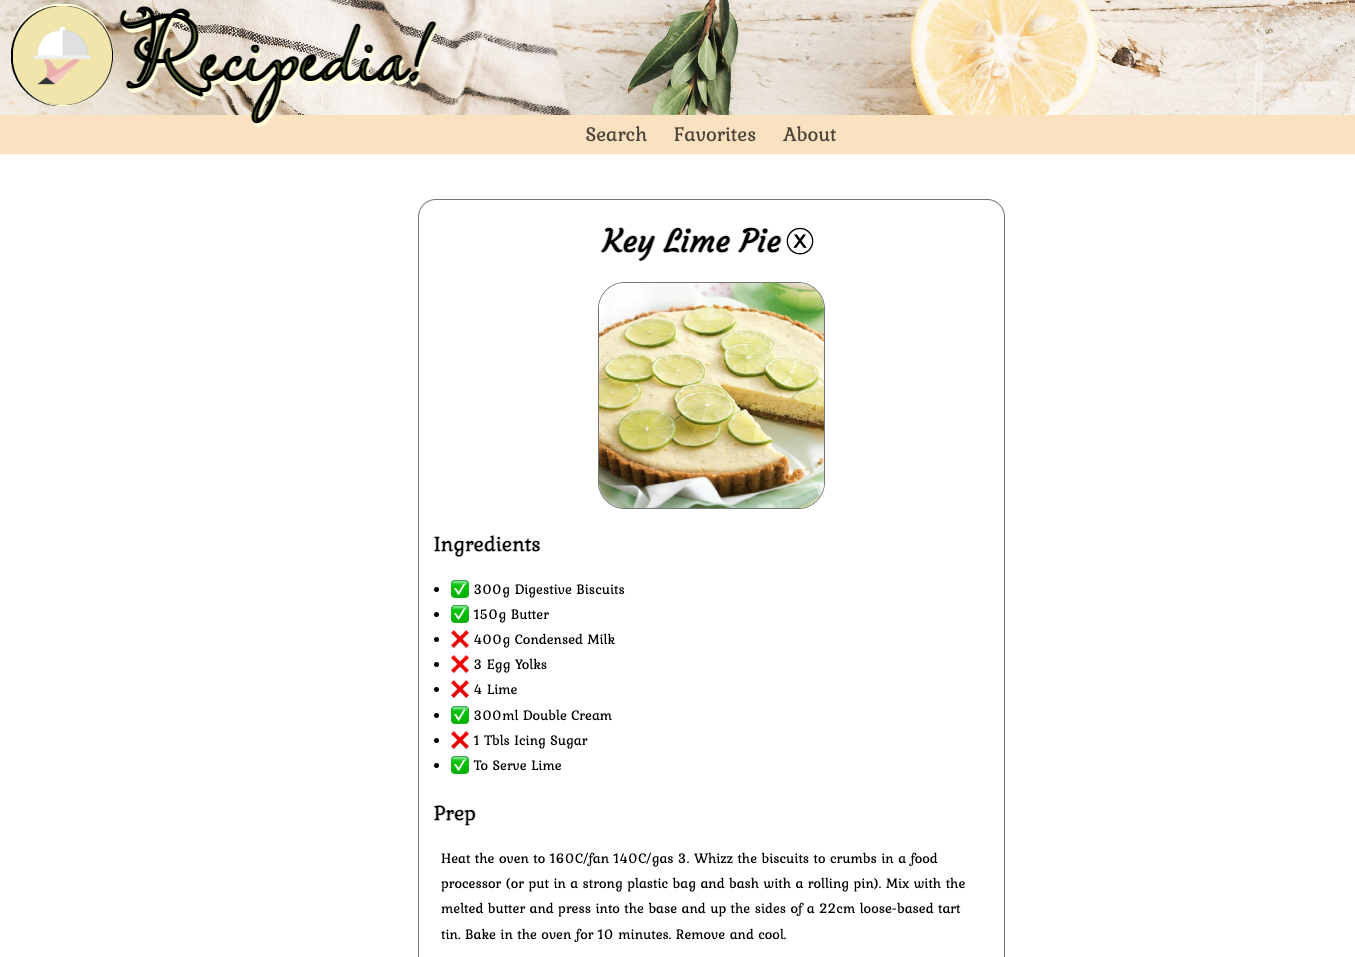 Recipedia!
Search Favorites About
Key Lime Pie ⓧ
Ingredients
• ✅ 300g Digestive Biscuits
• ✅ 150g Butter
• ❌ 400g Condensed Milk
• ❌ 3 Egg Yolks
• ❌ 4 Lime
• ✅ 300ml Double Cream
• ❌ 1 Tbls Icing Sugar
• ✅ To Serve Lime
Prep
Heat the oven to 160C/fan 140C/gas 3. Whizz the biscuits to crumbs in a food
processor (or put in a strong plastic bag and bash with a rolling pin). Mix with the
melted butter and press into the base and up the sides of a 22cm loose-based tart
tin. Bake in the oven for 10 minutes. Remove and cool.